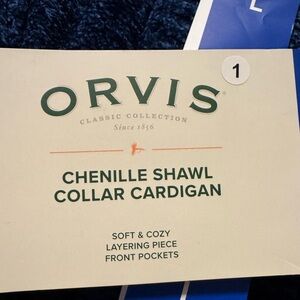 L
1
ORVIS®
CLASSIC COLLECTION
Since 1856
CHENILLE SHAWL
COLLAR CARDIGAN
SOFT & COZY
LAYERING PIECE
FRONT POCKETS